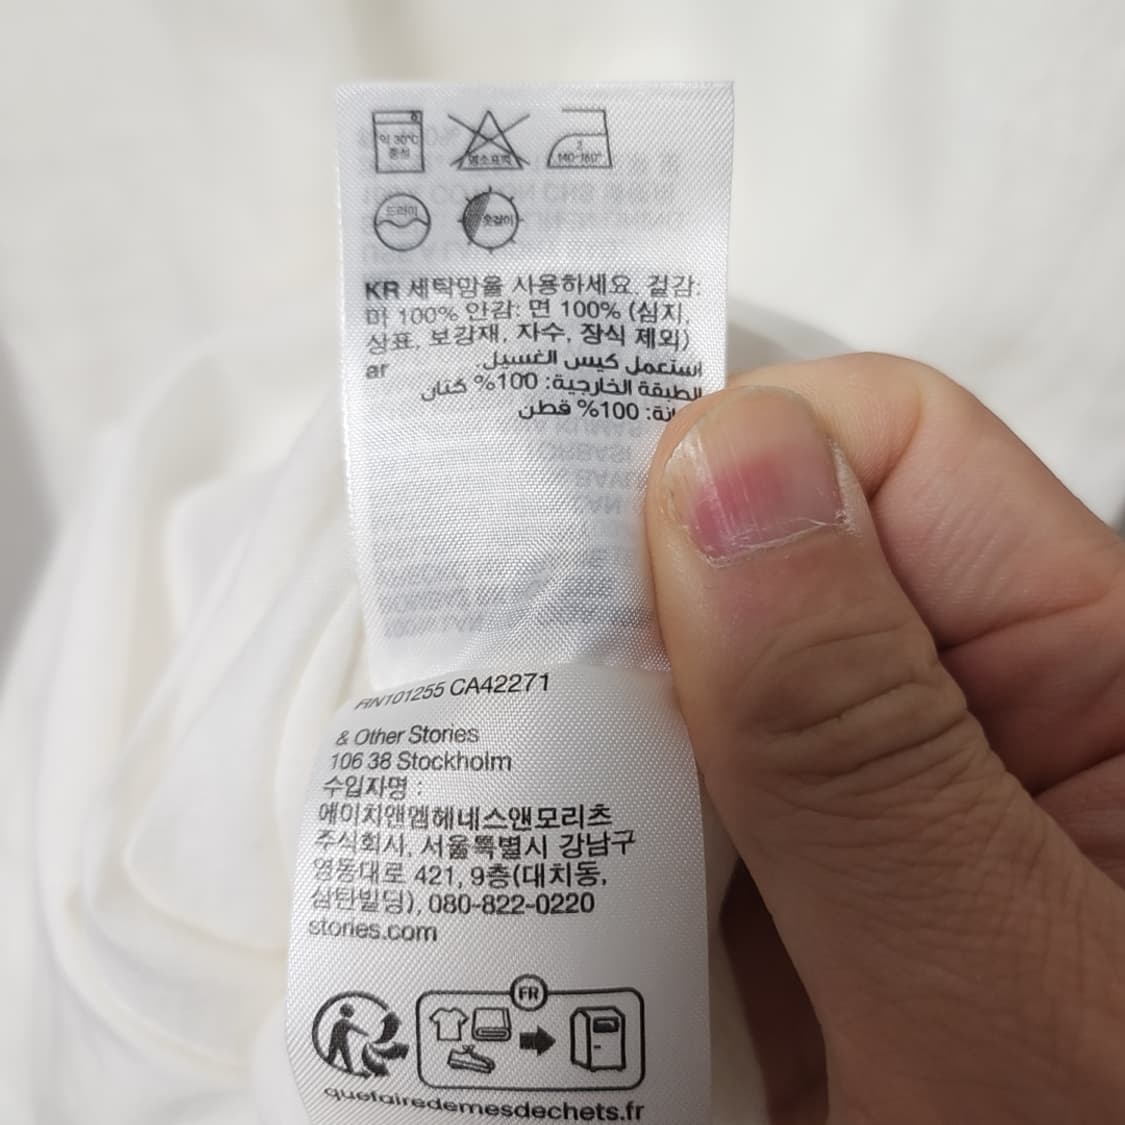 약 30℃
중성
염소표백
2
140-160°
드라이
옷걸이
KR 세탁망을 사용하세요. 겉감:
마 100% 안감: 면 100% (심지,
상표, 보강재, 자수, 장식 제외)
استعمل كيس الغسيل.
ar الطبقة الخارجية: 100% كتان
100% قطن
RN101255 CA42271
& Other Stories
106 38 Stockholm
수입자명 :
에이치앤엠헤네스앤모리츠
주식회사, 서울특별시 강남구
영동대로 421, 9층(대치동,
삼탄빌딩), 080-822-0220
stories.com
FR
quefairedemesdechets.fr